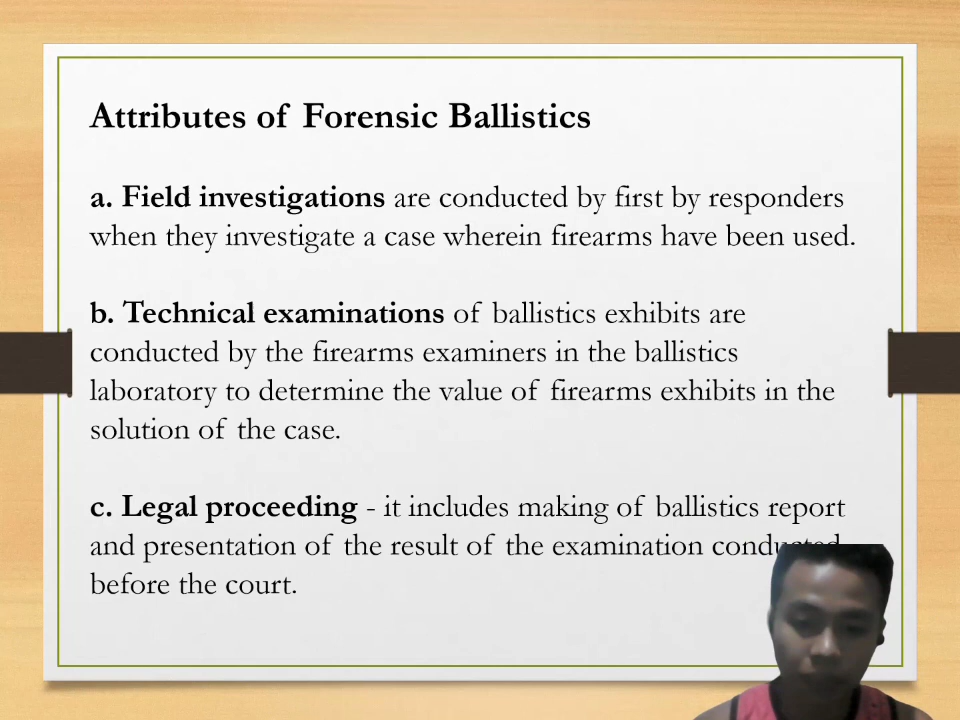 Attributes of Forensic Ballistics
a. Field investigations are conducted by first by responders
when they investigate a case wherein firearms have been used.
b. Technical examinations of ballistics exhibits are
conducted by the firearms examiners in the ballistics
laboratory to determine the value of firearms exhibits in the
solution of the case.
c. Legal proceeding - it includes making of ballistics report
and presentation of the result of the examination conducted
before the court.